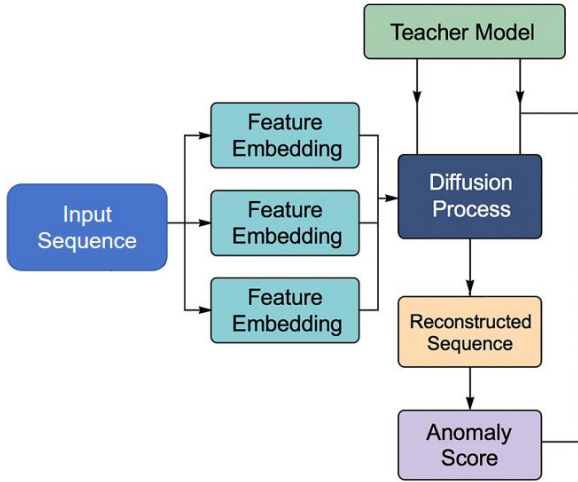 Teacher Model
Feature
Embedding
Input
Sequence
Feature
Embedding
Feature
Embedding
Diffusion
Process
Reconstructed
Sequence
Anomaly
Score